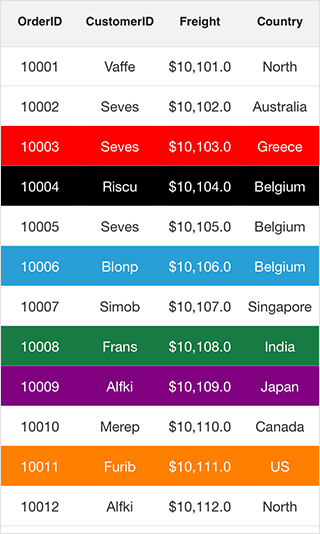 OrderID CustomerID Freight Country
10001 Vaffe $10,101.0 North
10002 Seves $10,102.0 Australia
10003 Seves $10,103.0 Greece
10004 Riscu $10,104.0 Belgium
10005 Seves $10,105.0 Belgium
10006 Blonp $10,106.0 Belgium
10007 Simob $10,107.0 Singapore
10008 Frans $10,108.0 India
10009 Alfki $10,109.0 Japan
10010 Merep $10,110.0 Canada
10011 Furib $10,111.0 US
10012 Alfki $10,112.0 North